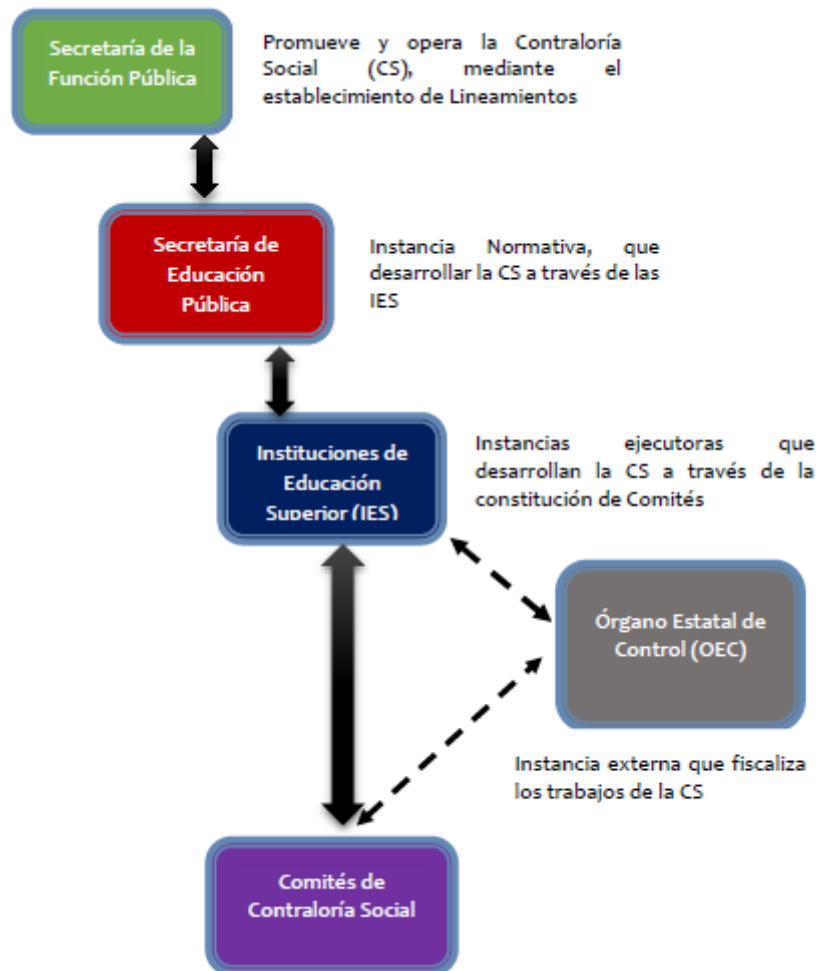 Secretaría de la
Función Pública
Promueve y opera la Contraloría
Social (CS), mediante el
establecimiento de Lineamientos
Secretaría de
Educación
Pública
Instancia Normativa, que
desarrollar la CS a través de las
IES
Instituciones de
Educación
Superior (IES)
Instancias ejecutoras que
desarrollan la CS a través de la
constitución de Comités
Órgano Estatal de
Control (OEC)
Instancia externa que fiscaliza
los trabajos de la CS
Comités de
Contraloría Social